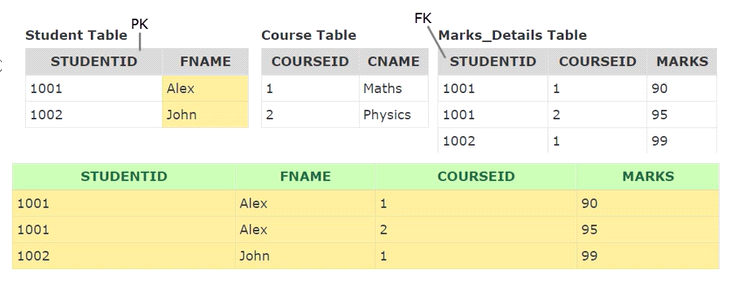 PK
FK
Student Table
Course Table
Marks_Details Table
STUDENTID FNAME
COURSEID CNAME
STUDENTID COURSEID MARKS
1001 Alex
1 Maths
1001 1 90
1002 John
2 Physics
1001 2 95
1002 1 99
STUDENTID FNAME COURSEID MARKS
1001 Alex 1 90
1001 Alex 2 95
1002 John 1 99